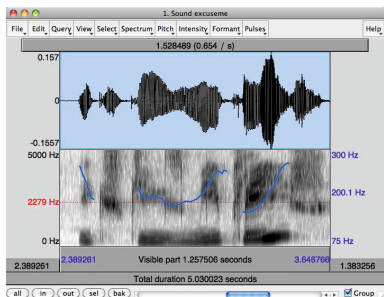 1. Sound excuseme
File Edit Query View Select Spectrum Pitch Intensity Formant Pulses Help
1.528489 (0.654 / s)
0.157
0
-0.1557
5000 Hz 300 Hz
2279 Hz 200.1 Hz
0 Hz 75 Hz
2.389261 2.389261 Visible part 1.257506 seconds 3.646766 1.383256
Total duration 5.030023 seconds
all in out sel bak Group